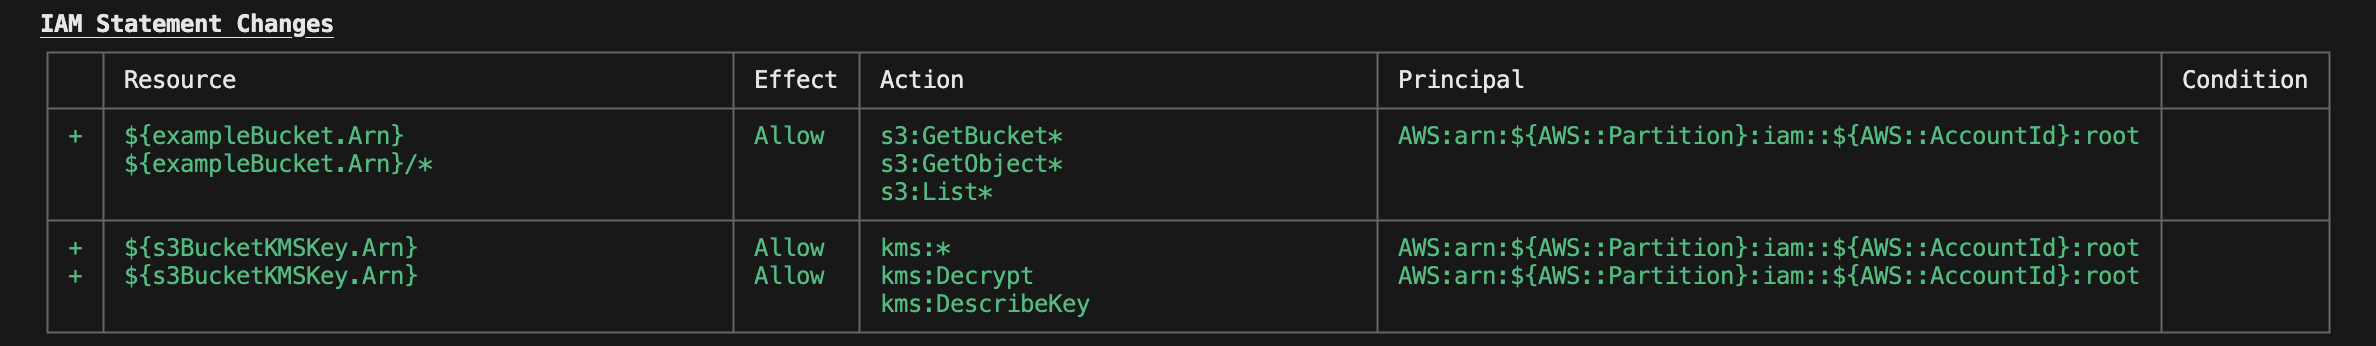 IAM Statement Changes
Resource Effect Action Principal Condition
+ ${exampleBucket.Arn} Allow s3:GetBucket* AWS:arn:${AWS::Partition}:iam::${AWS::AccountId}:root
${exampleBucket.Arn}/* s3:GetObject*
s3:List*
+ ${s3BucketKMSKey.Arn} Allow kms:* AWS:arn:${AWS::Partition}:iam::${AWS::AccountId}:root
+ ${s3BucketKMSKey.Arn} Allow kms:Decrypt AWS:arn:${AWS::Partition}:iam::${AWS::AccountId}:root
kms:DescribeKey